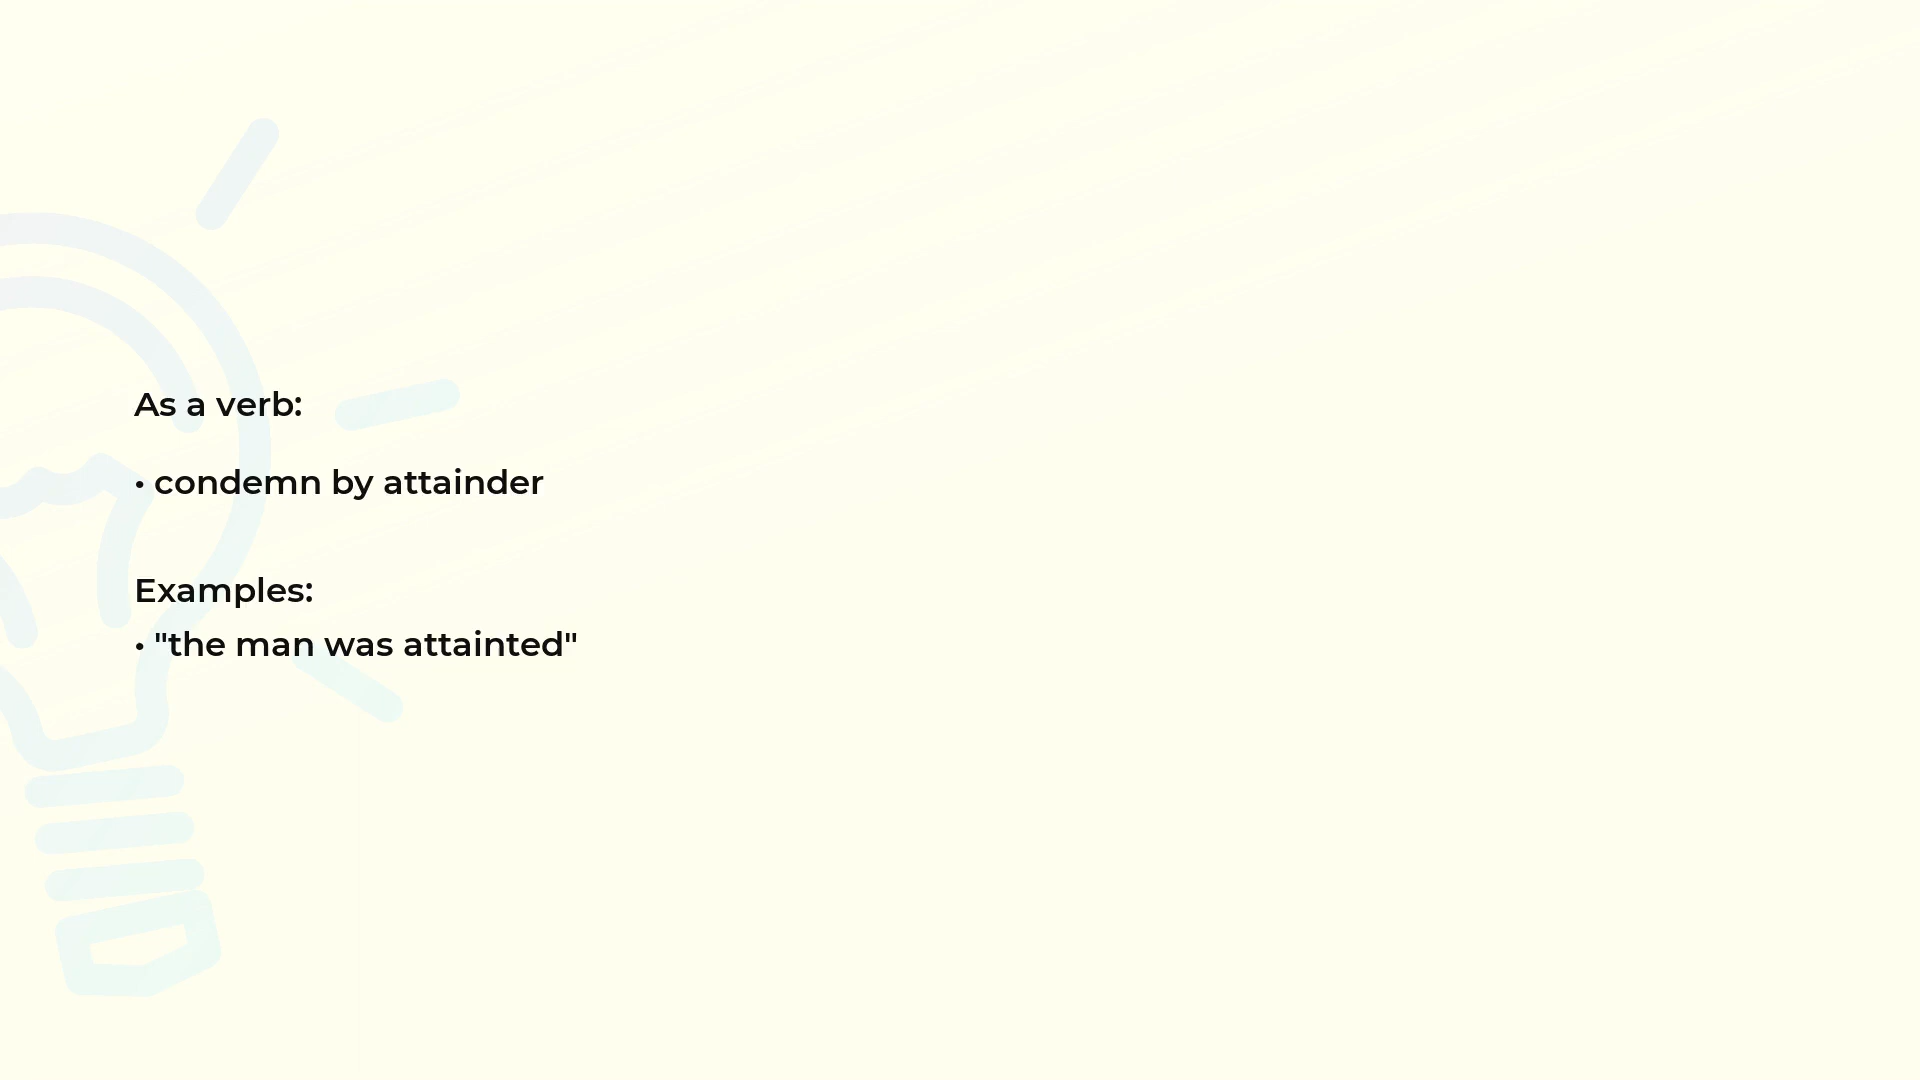 As a verb:
• condemn by attainder
Examples:
• "the man was attainted"